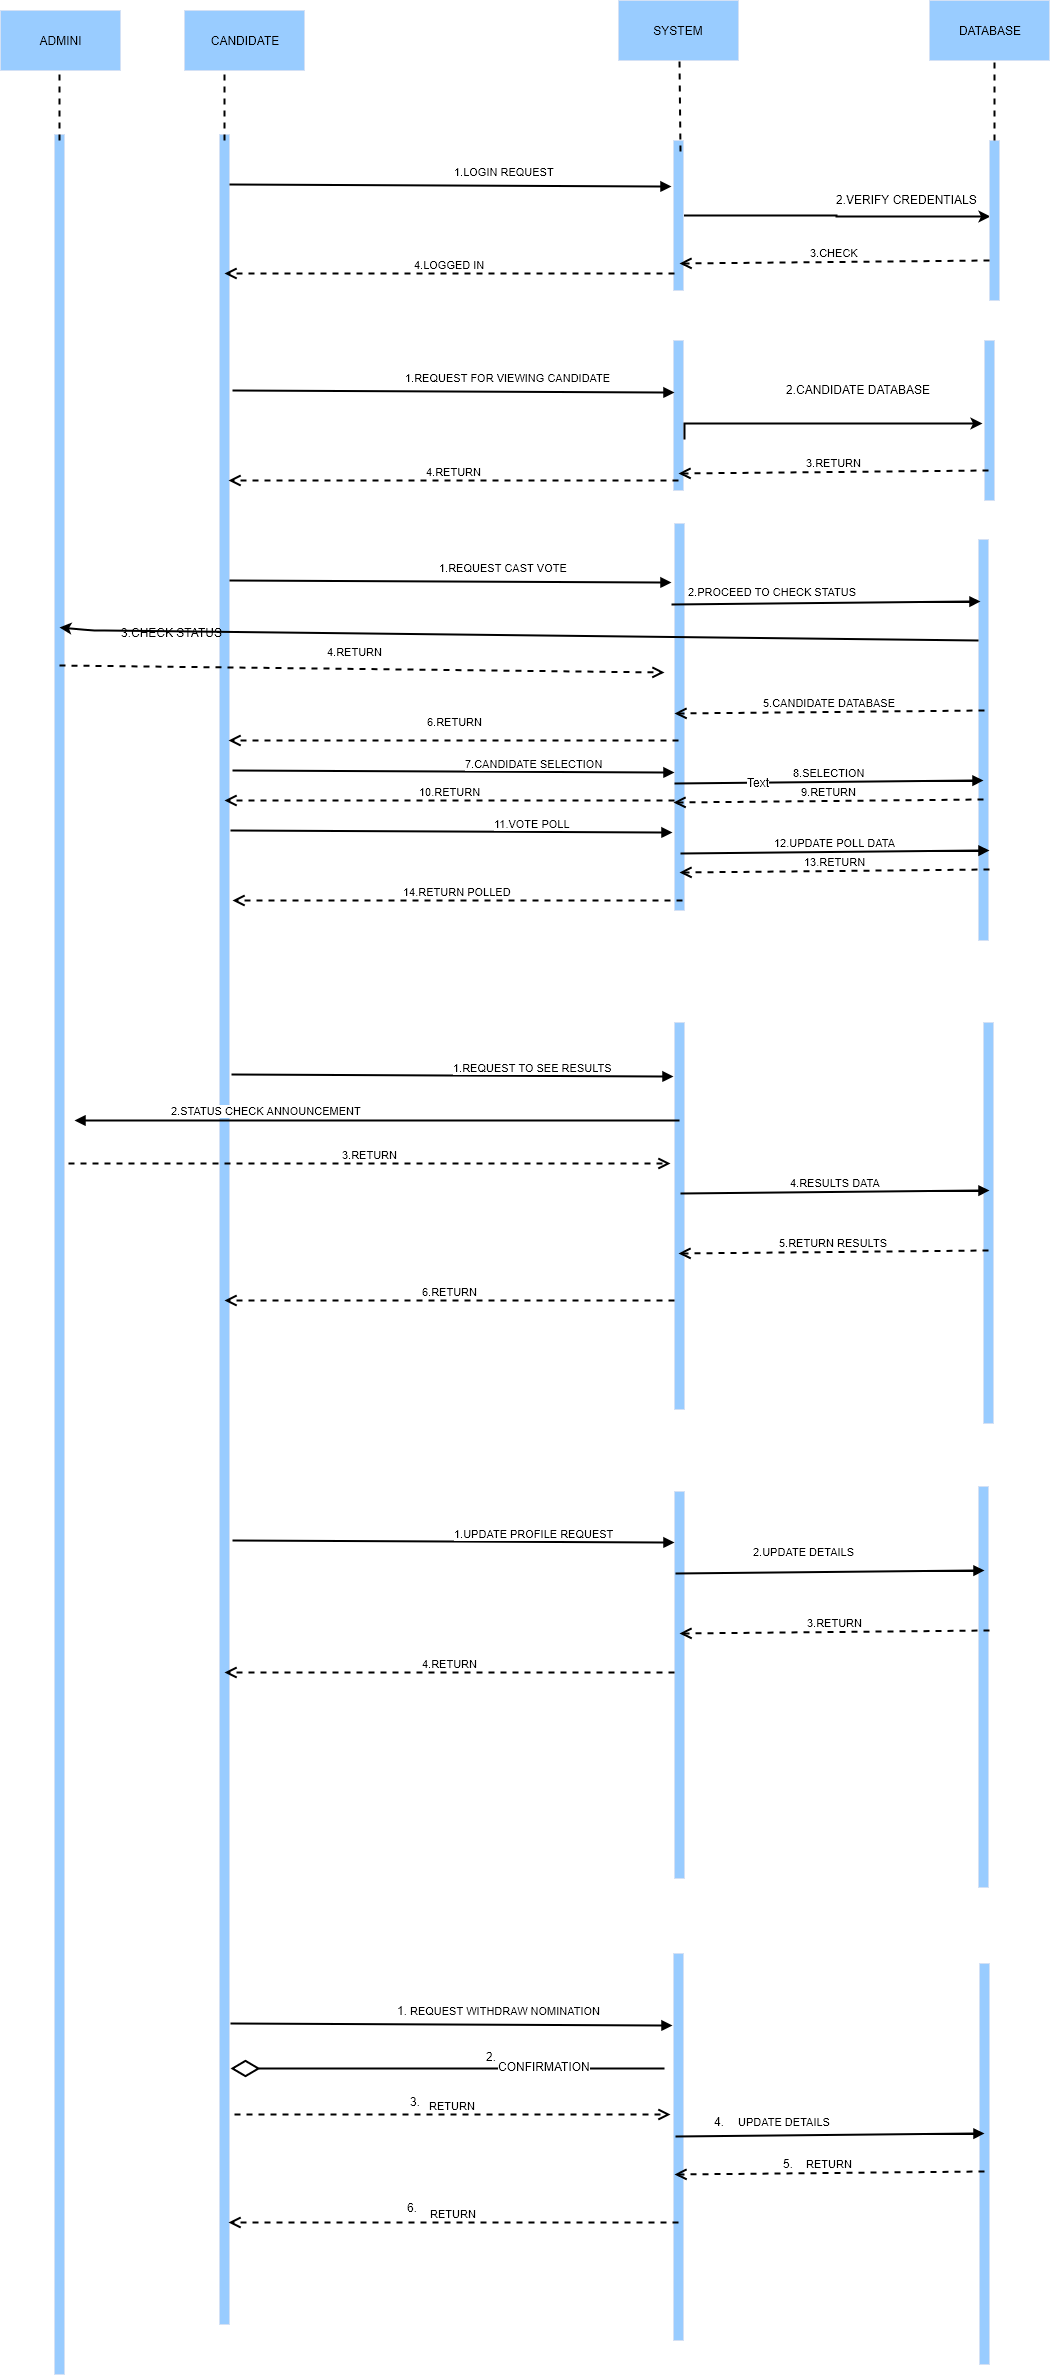 ADMINI
CANDIDATE
SYSTEM
DATABASE
1.LOGIN REQUEST
2.VERIFY CREDENTIALS
3.CHECK
4.LOGGED IN
1.REQUEST FOR VIEWING CANDIDATE
2.CANDIDATE DATABASE
3.RETURN
4.RETURN
1.REQUEST CAST VOTE
2.PROCEED TO CHECK STATUS
3.CHECK STATUS
4.RETURN
5.CANDIDATE DATABASE
6.RETURN
7.CANDIDATE SELECTION
8.SELECTION
Text
9.RETURN
10.RETURN
11.VOTE POLL
12.UPDATE POLL DATA
13.RETURN
14.RETURN POLLED
1.REQUEST TO SEE RESULTS
2.STATUS CHECK ANNOUNCEMENT
3.RETURN
4.RESULTS DATA
5.RETURN RESULTS
6.RETURN
1.UPDATE PROFILE REQUEST
2.UPDATE DETAILS
3.RETURN
4.RETURN
1. REQUEST WITHDRAW NOMINATION
2.
CONFIRMATION
3. RETURN
4. UPDATE DETAILS
5. RETURN
6. RETURN